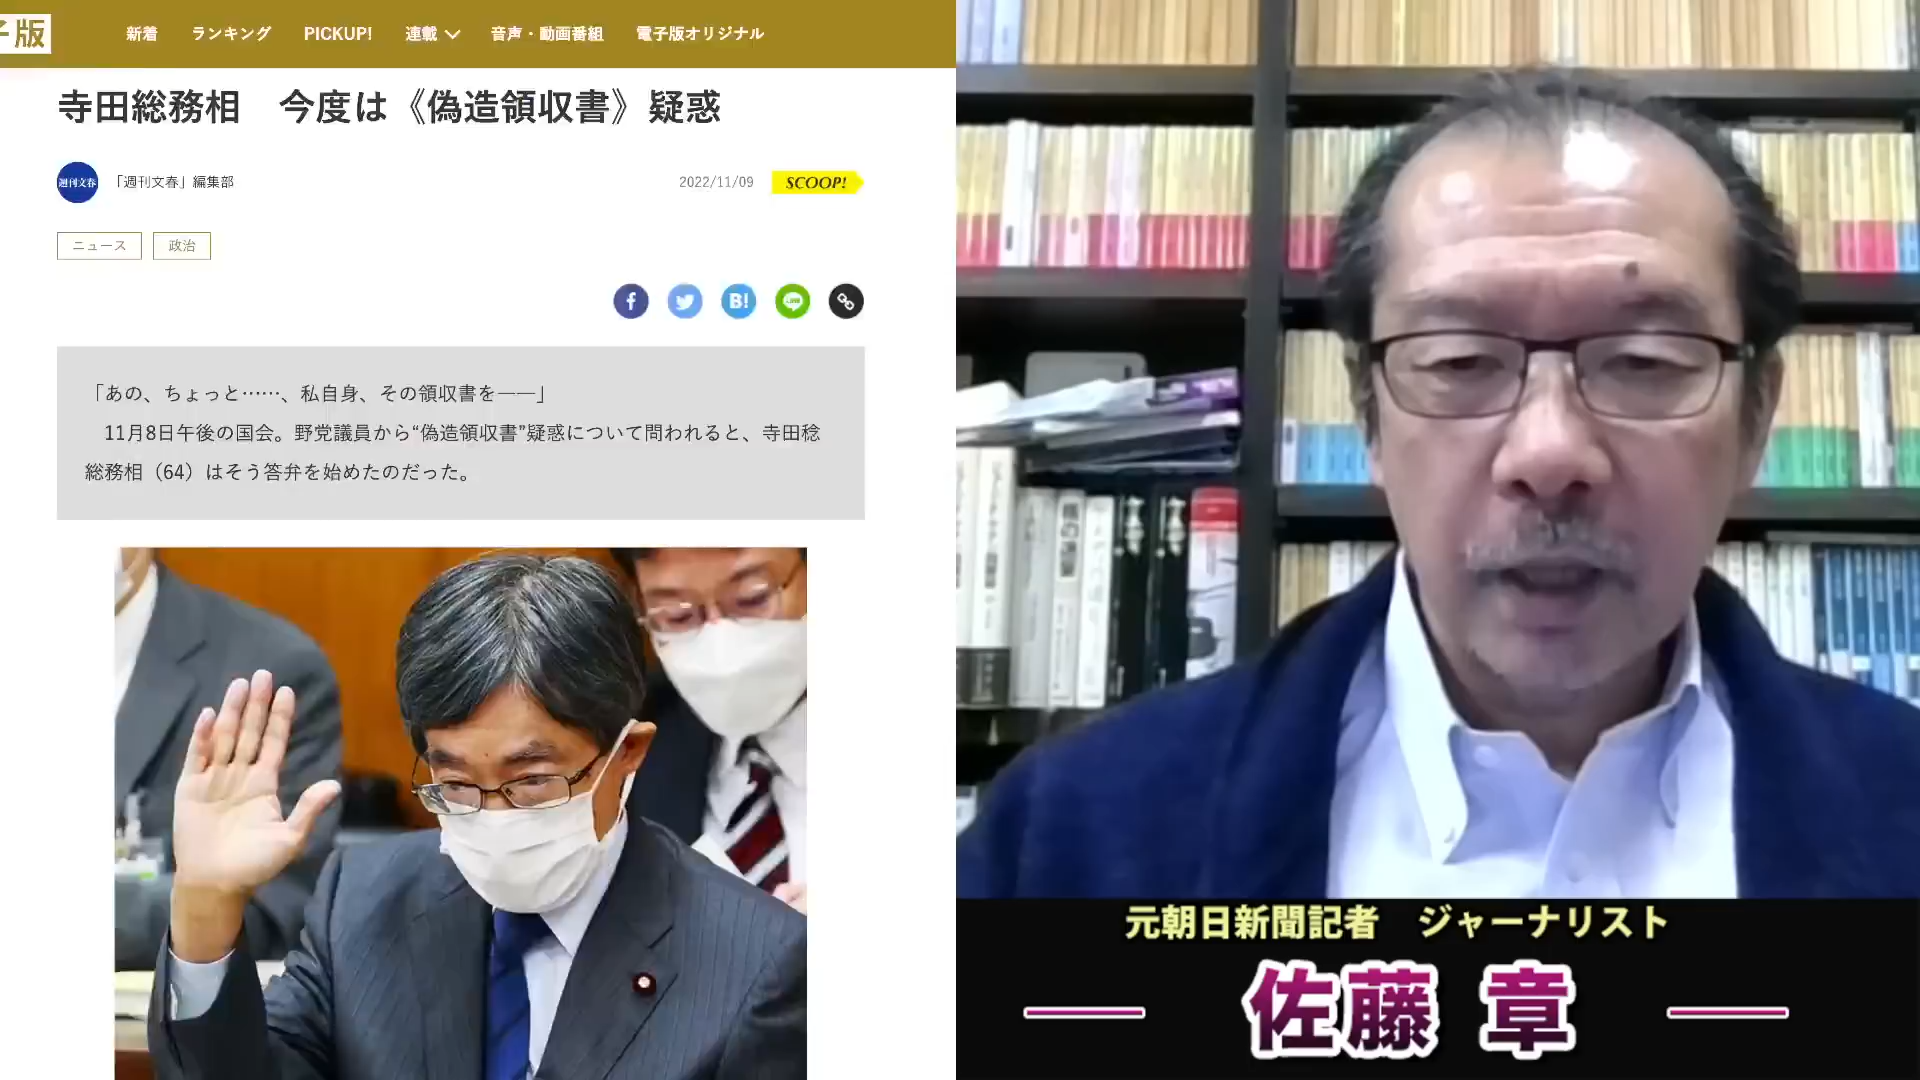 子版
新着 ランキング PICKUP! 連載 音声・動画番組 電子版オリジナル
寺田総務相　今度は《偽造領収書》疑惑
週刊文春 「週刊文春」編集部 2022/11/09 SCOOP!
ニュース 政治
B!
「あの、ちょっと……、私自身、その領収書を――」
11月8日午後の国会。野党議員から“偽造領収書”疑惑について問われると、寺田稔
総務相（64）はそう答弁を始めたのだった。
元朝日新聞記者　ジャーナリスト
佐藤 章